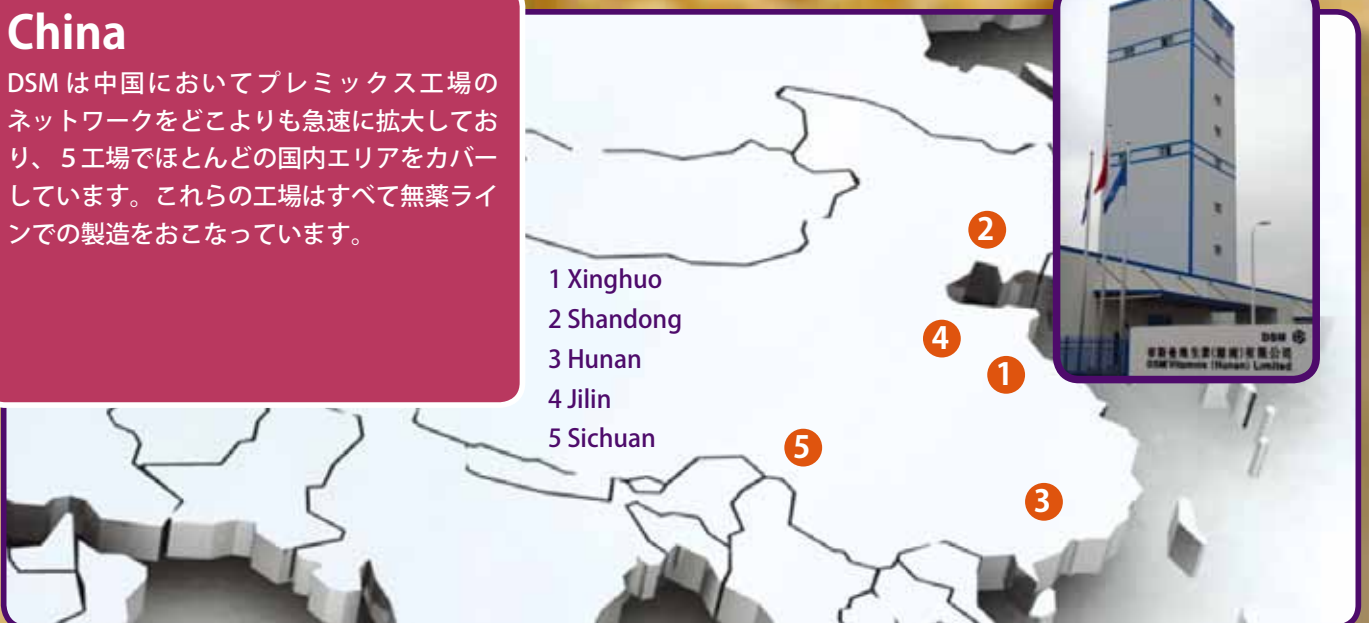 China
DSM は中国においてプレミックス工場の
ネットワークをどこよりも急速に拡大してお
り、5工場でほとんどの国内エリアをカバー
しています。これらの工場はすべて無薬ライ
ンでの製造をおこなっています。
1 Xinghuo
2 Shandong
3 Hunan
4 Jilin
5 Sichuan
2
4
1
5
3
DSM
DSM Vitamins (Hunan) Limited